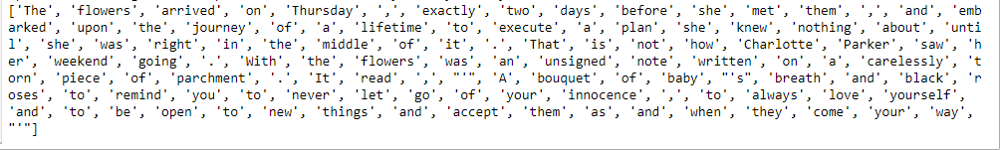 ['The', 'flowers', 'arrived', 'on', 'Thursday', ',', 'exactly', 'two', 'days', 'before', 'she', 'met', 'them', ',', 'and', 'emb
arked', 'upon', 'the', 'journey', 'of', 'a', 'lifetime', 'to', 'execute', 'a', 'plan', 'she', 'knew', 'nothing', 'about', 'unti
l', 'she', 'was', 'right', 'in', 'the', 'middle', 'of', 'it', '.', 'That', 'is', 'not', 'how', 'Charlotte', 'Parker', 'saw', 'h
er', 'weekend', 'going', '.', 'With', 'the', 'flowers', 'was', 'an', 'unsigned', 'note', 'written', 'on', 'a', 'carelessly', 't
orn', 'piece', 'of', 'parchment', '.', 'It', 'read', ',', "'", 'A', 'bouquet', 'of', 'baby', "'s", 'breath', 'and', 'black', 'r
oses', 'to', 'remind', 'you', 'to', 'never', 'let', 'go', 'of', 'your', 'innocence', ',', 'to', 'always', 'love', 'yourself',
'and', 'to', 'be', 'open', 'to', 'new', 'things', 'and', 'accept', 'them', 'as', 'and', 'when', 'they', 'come', 'your', 'way',
"'"]